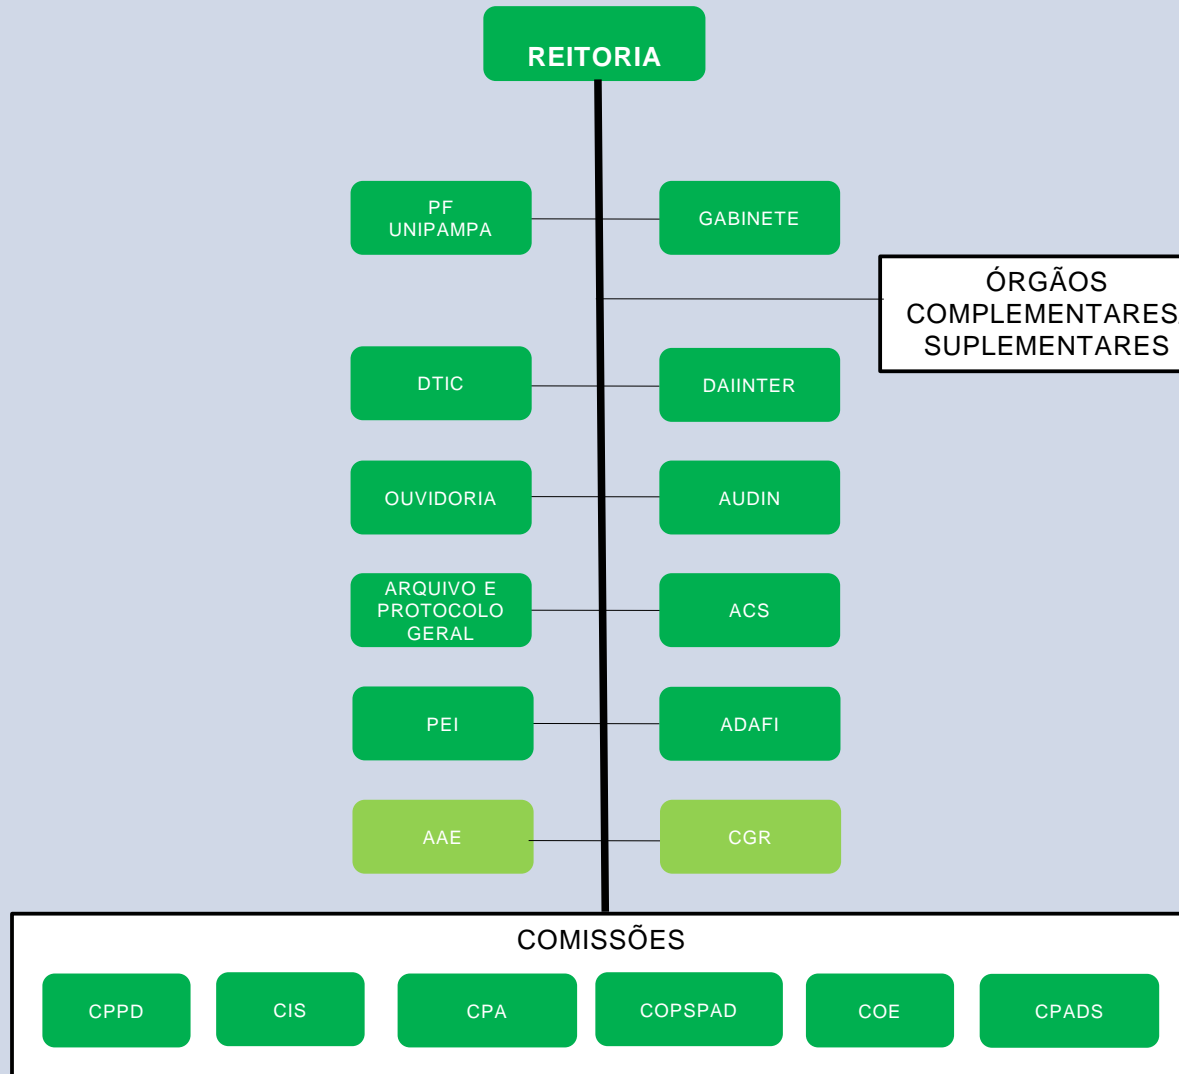 REITORIA
PF
UNIPAMPA
GABINETE
ÓRGÃOS
COMPLEMENTARES/
SUPLEMENTARES
DTIC
DAIINTER
OUVIDORIA
AUDIN
ARQUIVO E
PROTOCOLO
GERAL
ACS
PEI
ADAFI
AAE
CGR
COMISSÕES
CPPD
CIS
CPA
COPSPAD
COE
CPADS